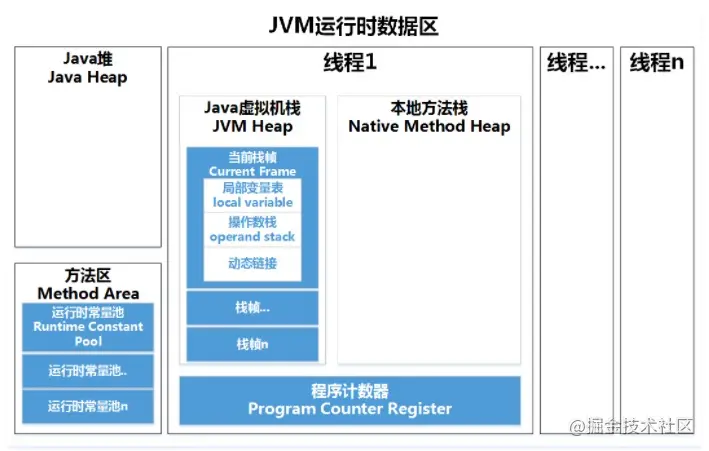 JVM运行时数据区
Java堆
Java Heap
方法区
Method Area
运行时常量池
Runtime Constant
Pool
运行时常量池..
运行时常量池n
线程1
Java虚拟机栈
JVM Heap
当前栈帧
Current Frame
局部变量表
local variable
操作数栈
operand stack
动态链接
栈帧...
栈帧n
本地方法栈
Native Method Heap
程序计数器
Program Counter Register
线程...
线程n
@掘金技术社区